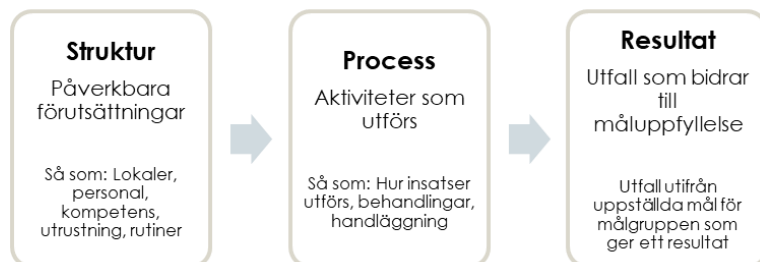 Struktur
Påverkbara
förutsättningar
Så som: Lokaler,
personal,
kompetens,
utrustning, rutiner
Process
Aktiviteter som
utförs
Så som: Hur insatser
utförs, behandlingar,
handläggning
Resultat
Utfall som bidrar
till
måluppfyllelse
Utfall utifrån
uppställda mål för
målgruppen som
ger ett resultat